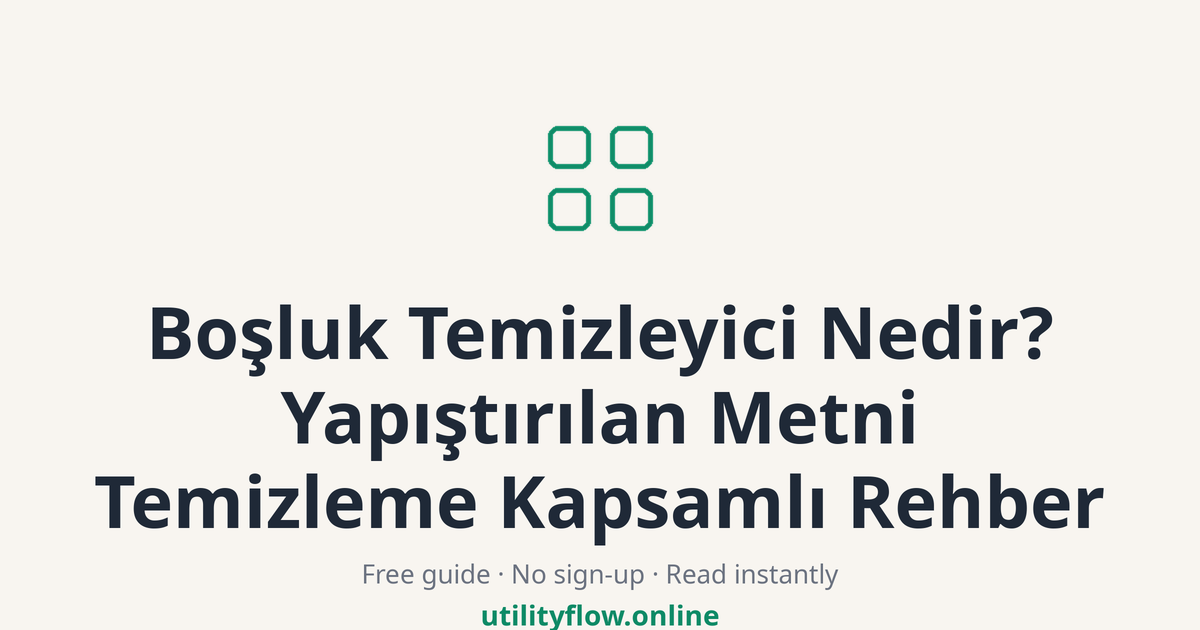 Boşluk Temizleyici Nedir?
Yapıştırılan Metni
Temizleme Kapsamlı Rehber
Free guide · No sign-up · Read instantly
utilityflow.online